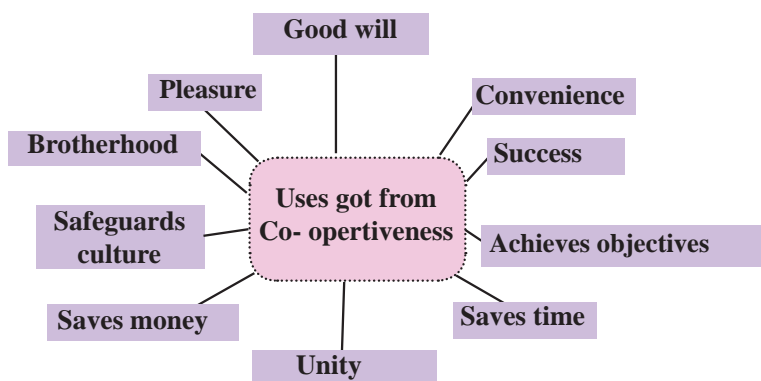 Good will
Pleasure
Convenience
Brotherhood
Success
Uses got from
Co- opertiveness
Safeguards
culture
Achieves objectives
Saves money
Saves time
Unity